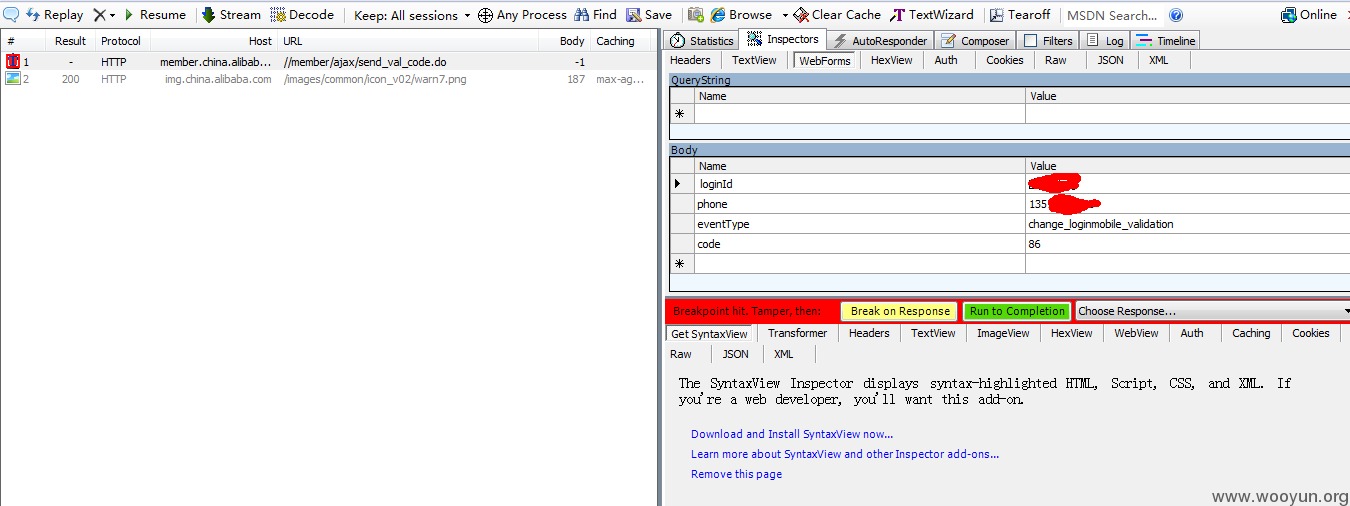 Replay Resume Stream Decode Keep: All sessions Any Process Find Save Browse Clear Cache TextWizard Tearoff MSDN Search... Online
# Result Protocol Host URL Body Caching
1 - HTTP member.china.alibab... //member/ajax/send_val_code.do -1
2 200 HTTP img.china.alibaba.com /images/common/icon_v02/warn7.png 187 max-ag...
Statistics Inspectors AutoResponder Composer Filters Log Timeline
Headers TextView WebForms HexView Auth Cookies Raw JSON XML
QueryString
Name Value
Body
Name Value
loginId
phone 135
eventType change_loginmobile_validation
code 86
Breakpoint hit. Tamper, then: Break on Response Run to Completion Choose Response...
Get SyntaxView Transformer Headers TextView ImageView HexView WebView Auth Caching Cookies
Raw JSON XML
The SyntaxView Inspector displays syntax-highlighted HTML, Script, CSS, and XML. If
you're a web developer, you'll want this add-on.
Download and Install SyntaxView now...
Learn more about SyntaxView and other Inspector add-ons...
Remove this page
www.wooyun.org